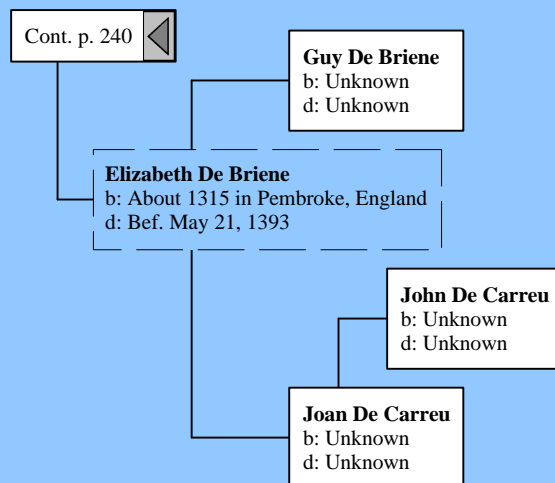 Cont. p. 240
Guy De Briene
b: Unknown
d: Unknown
Elizabeth De Briene
b: About 1315 in Pembroke, England
d: Bef. May 21, 1393
John De Carreu
b: Unknown
d: Unknown
Joan De Carreu
b: Unknown
d: Unknown